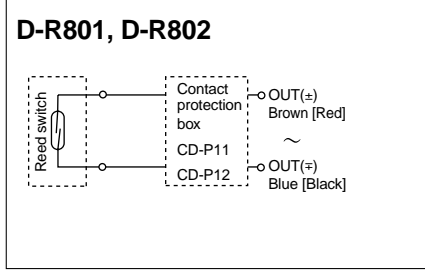 D-R801, D-R802
Reed switch
Contact
protection
box
CD-P11
CD-P12
OUT(±)
Brown [Red]
~
OUT(∓)
Blue [Black]